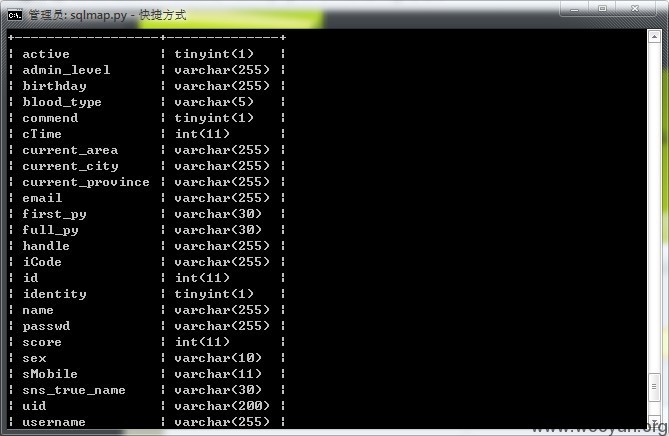 管理员: sqlmap.py - 快捷方式
+------------------+--------------+
| active | tinyint(1) |
| admin_level | varchar(255) |
| birthday | varchar(255) |
| blood_type | varchar(5) |
| commend | tinyint(1) |
| cTime | int(11) |
| current_area | varchar(255) |
| current_city | varchar(255) |
| current_province | varchar(255) |
| email | varchar(255) |
| first_py | varchar(30) |
| full_py | varchar(30) |
| handle | varchar(255) |
| iCode | varchar(255) |
| id | int(11) |
| identity | tinyint(1) |
| name | varchar(255) |
| passwd | varchar(255) |
| score | int(11) |
| sex | varchar(10) |
| sMobile | varchar(11) |
| sns_true_name | varchar(30) |
| uid | varchar(200) |
| username | varchar(255) |
www.wooyun.org